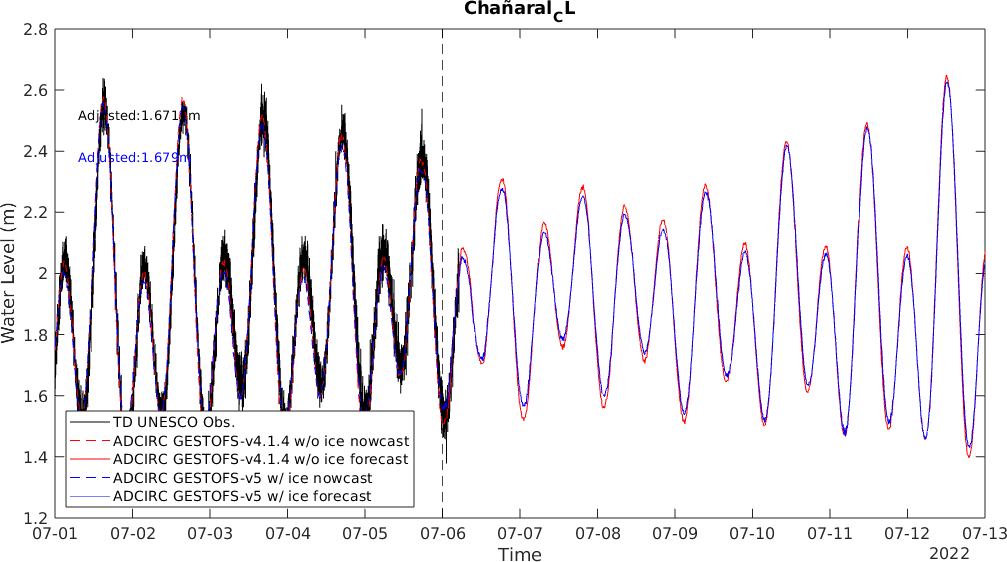 Chañaral_CL
2.8
2.6
2.4
2.2
2
1.8
1.6
1.4
1.2
Water Level (m)
Adjusted:1.671
Adjusted:1.679m
TD UNESCO Obs.
ADCIRC GESTOFS-v4.1.4 w/o ice nowcast
ADCIRC GESTOFS-v4.1.4 w/o ice forecast
ADCIRC GESTOFS-v5 w/ ice nowcast
ADCIRC GESTOFS-v5 w/ ice forecast
07-01 07-02 07-03 07-04 07-05 07-06 07-07 07-08 07-09 07-10 07-11 07-12 07-13
Time
2022